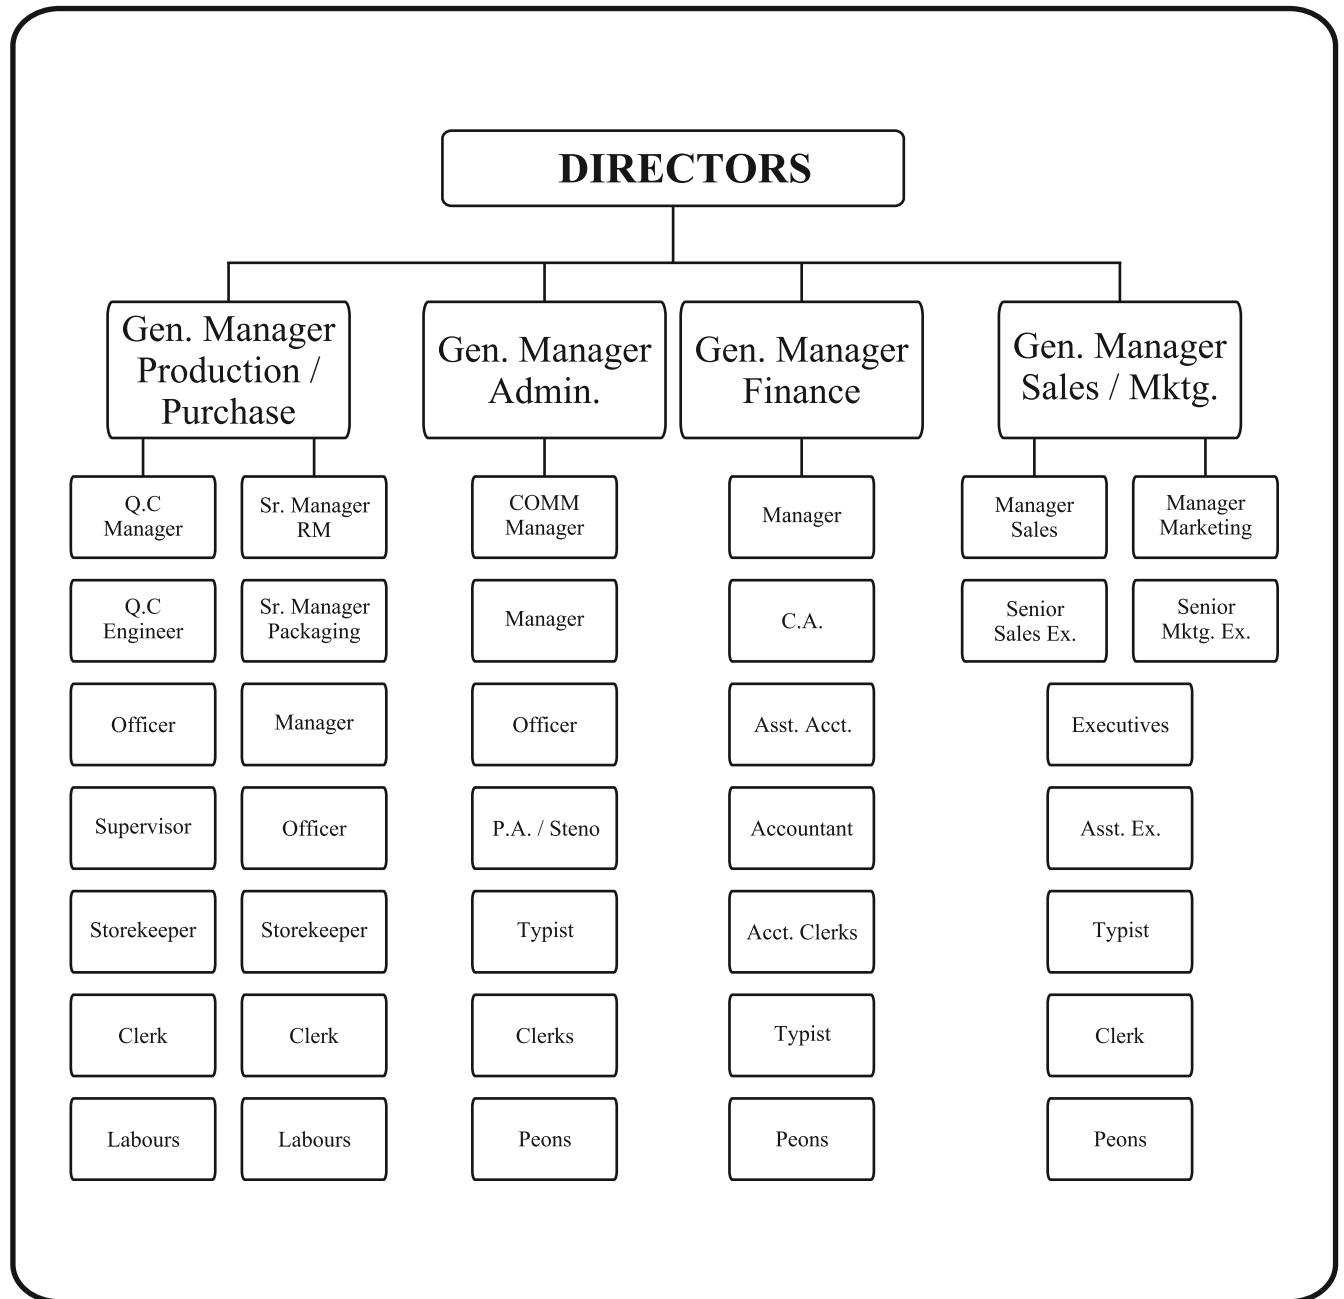 DIRECTORS
Gen. Manager
Production /
Purchase
Gen. Manager
Admin.
Gen. Manager
Finance
Gen. Manager
Sales / Mktg.
Q.C
Manager
Sr. Manager
RM
COMM
Manager
Manager
Manager
Sales
Manager
Marketing
Q.C
Engineer
Sr. Manager
Packaging
Manager
C.A.
Senior
Sales Ex.
Senior
Mktg. Ex.
Officer
Manager
Officer
Asst. Acct.
Executives
Supervisor
Officer
P.A. / Steno
Accountant
Asst. Ex.
Storekeeper
Storekeeper
Typist
Acct. Clerks
Typist
Clerk
Clerk
Clerks
Typist
Clerk
Labours
Labours
Peons
Peons
Peons